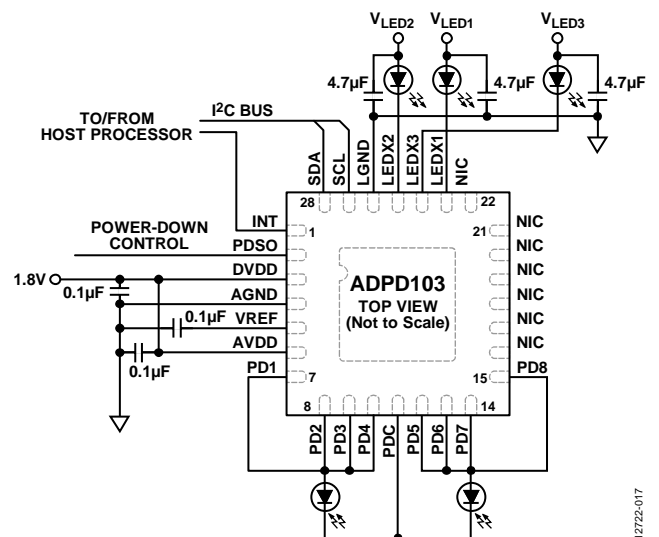 VLED2 VLED1 VLED3
4.7µF 4.7µF 4.7µF
I2C BUS
TO/FROM
HOST PROCESSOR
SDA
SCL
LGND
LEDX2
LEDX3
LEDX1
NIC
28 22
INT 1 21 NIC
POWER-DOWN
CONTROL
PDSO NIC
1.8V DVDD NIC
0.1µF
AGND NIC
0.1µF VREF NIC
AVDD NIC
0.1µF
PD1 7 15 PD8
ADPD103
TOP VIEW
(Not to Scale)
8 14
PD2
PD3
PD4
PDC
PD5
PD6
PD7
12722-017